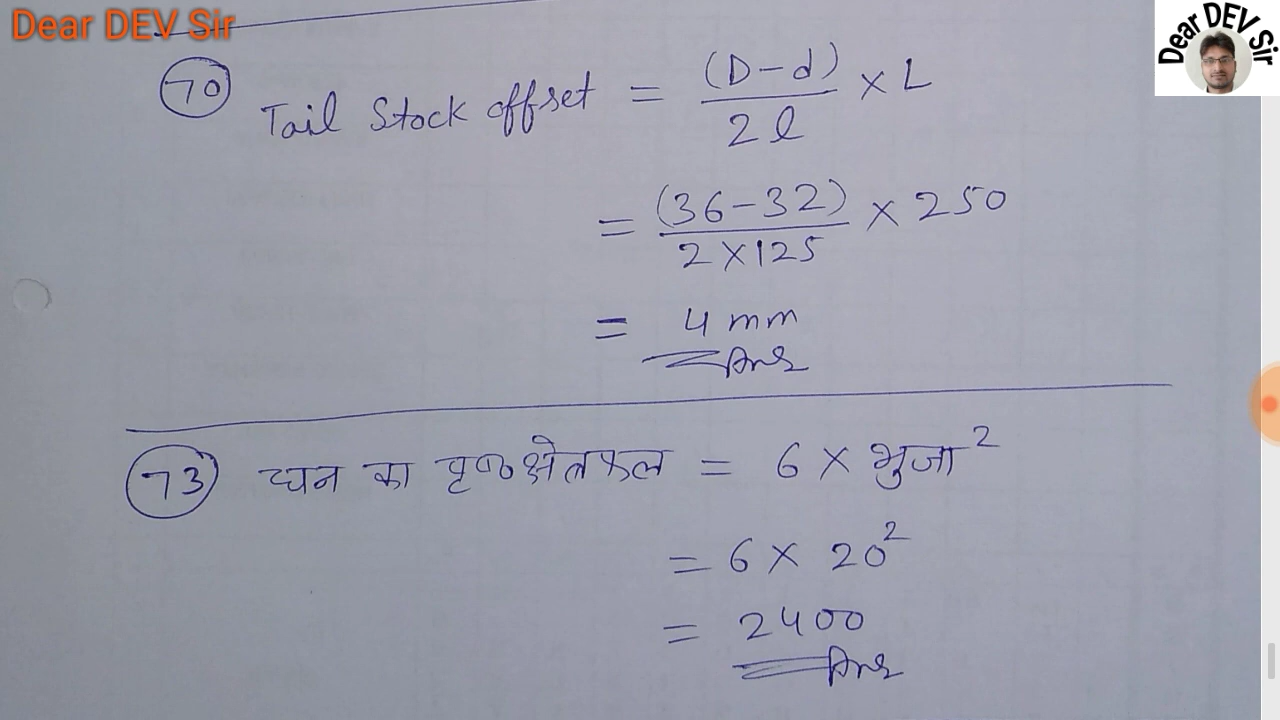 Dear DEV Sir
Dear DEV Sir
70 Tail Stock offset = (D-d)/2l × L
= (36-32)/2×125 × 250
= 4 mm
Ans
73 घन का पृष्ठ क्षेत्रफल = 6 × भुजा²
= 6 × 20²
= 2400
Ans